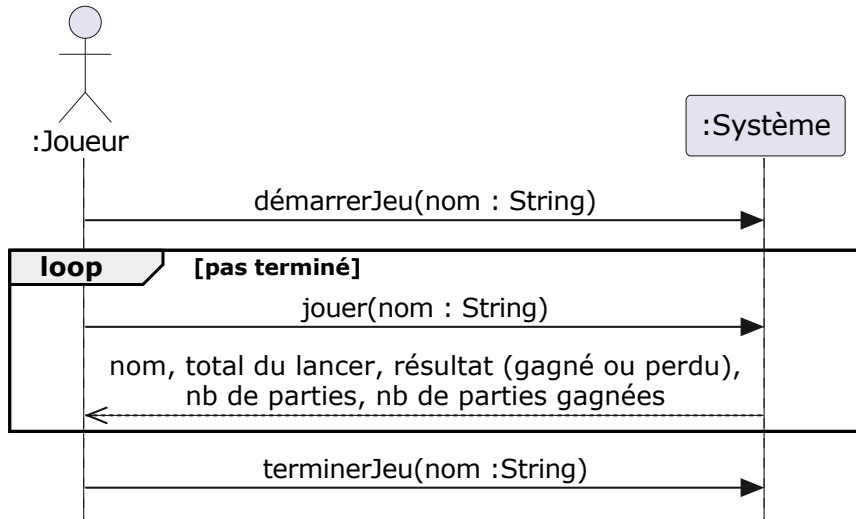 :Joueur
:Système
démarrerJeu(nom : String)
loop [pas terminé]
jouer(nom : String)
nom, total du lancer, résultat (gagné ou perdu),
nb de parties, nb de parties gagnées
terminerJeu(nom :String)